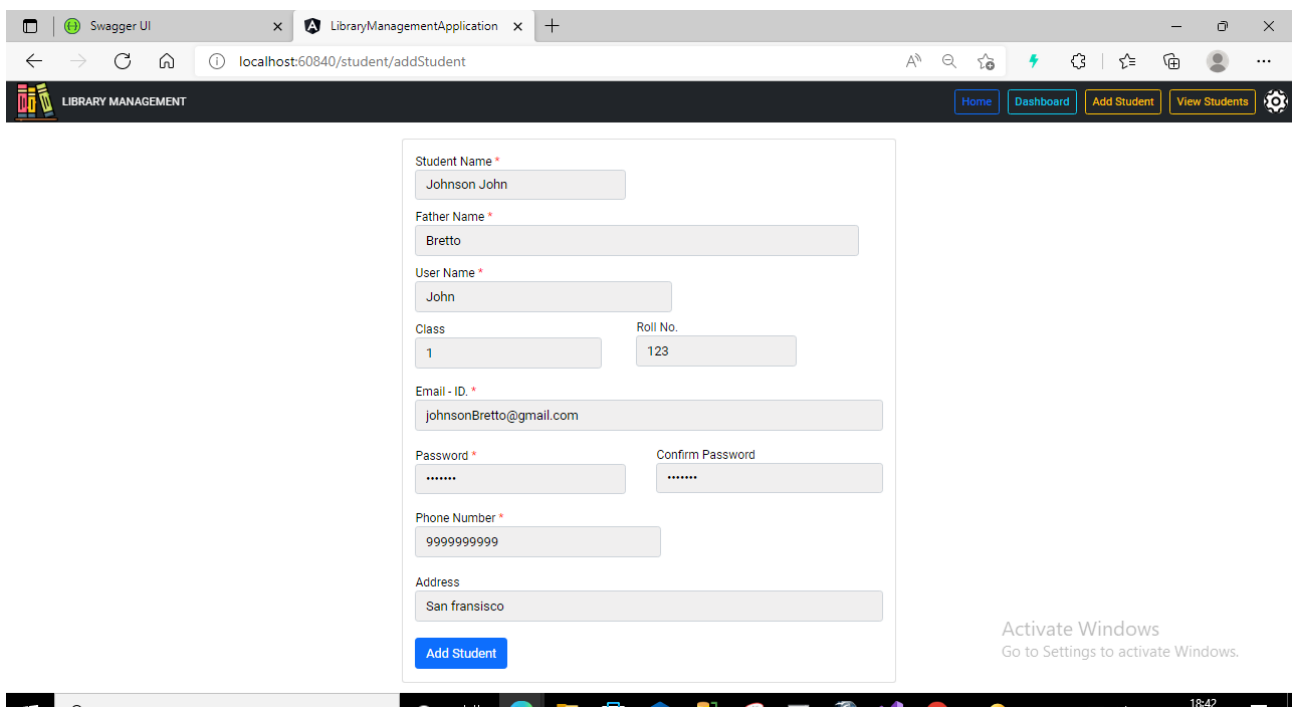 Swagger UI
LibraryManagementApplication
localhost:60840/student/addStudent
LIBRARY MANAGEMENT
Home Dashboard Add Student View Students
Student Name *
Johnson John
Father Name *
Bretto
User Name *
John
Class Roll No.
1 123
Email - ID. *
johnsonBretto@gmail.com
Password * Confirm Password
••••••• •••••••
Phone Number *
9999999999
Address
San fransisco
Add Student
Activate Windows
Go to Settings to activate Windows.
18:42